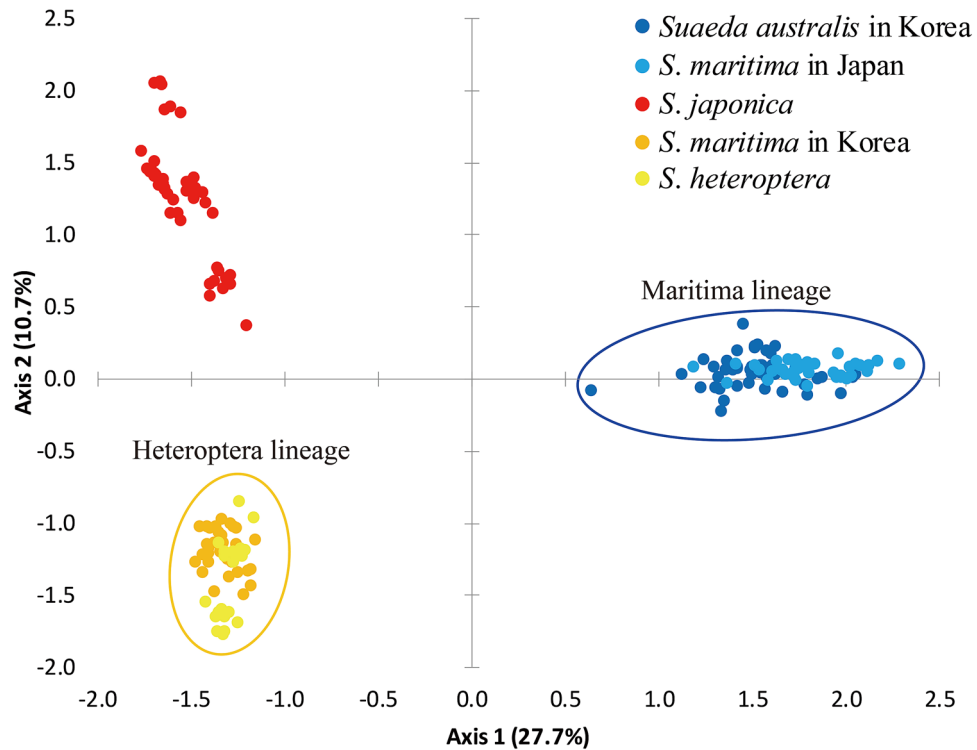 2.5
2.0
1.5
1.0
0.5
0.0
-0.5
-1.0
-1.5
-2.0
Axis 2 (10.7%)
Suaeda australis in Korea
S. maritima in Japan
S. japonica
S. maritima in Korea
S. heteroptera
Maritima lineage
Heteroptera lineage
-2.0 -1.5 -1.0 -0.5 0.0 0.5 1.0 1.5 2.0 2.5
Axis 1 (27.7%)